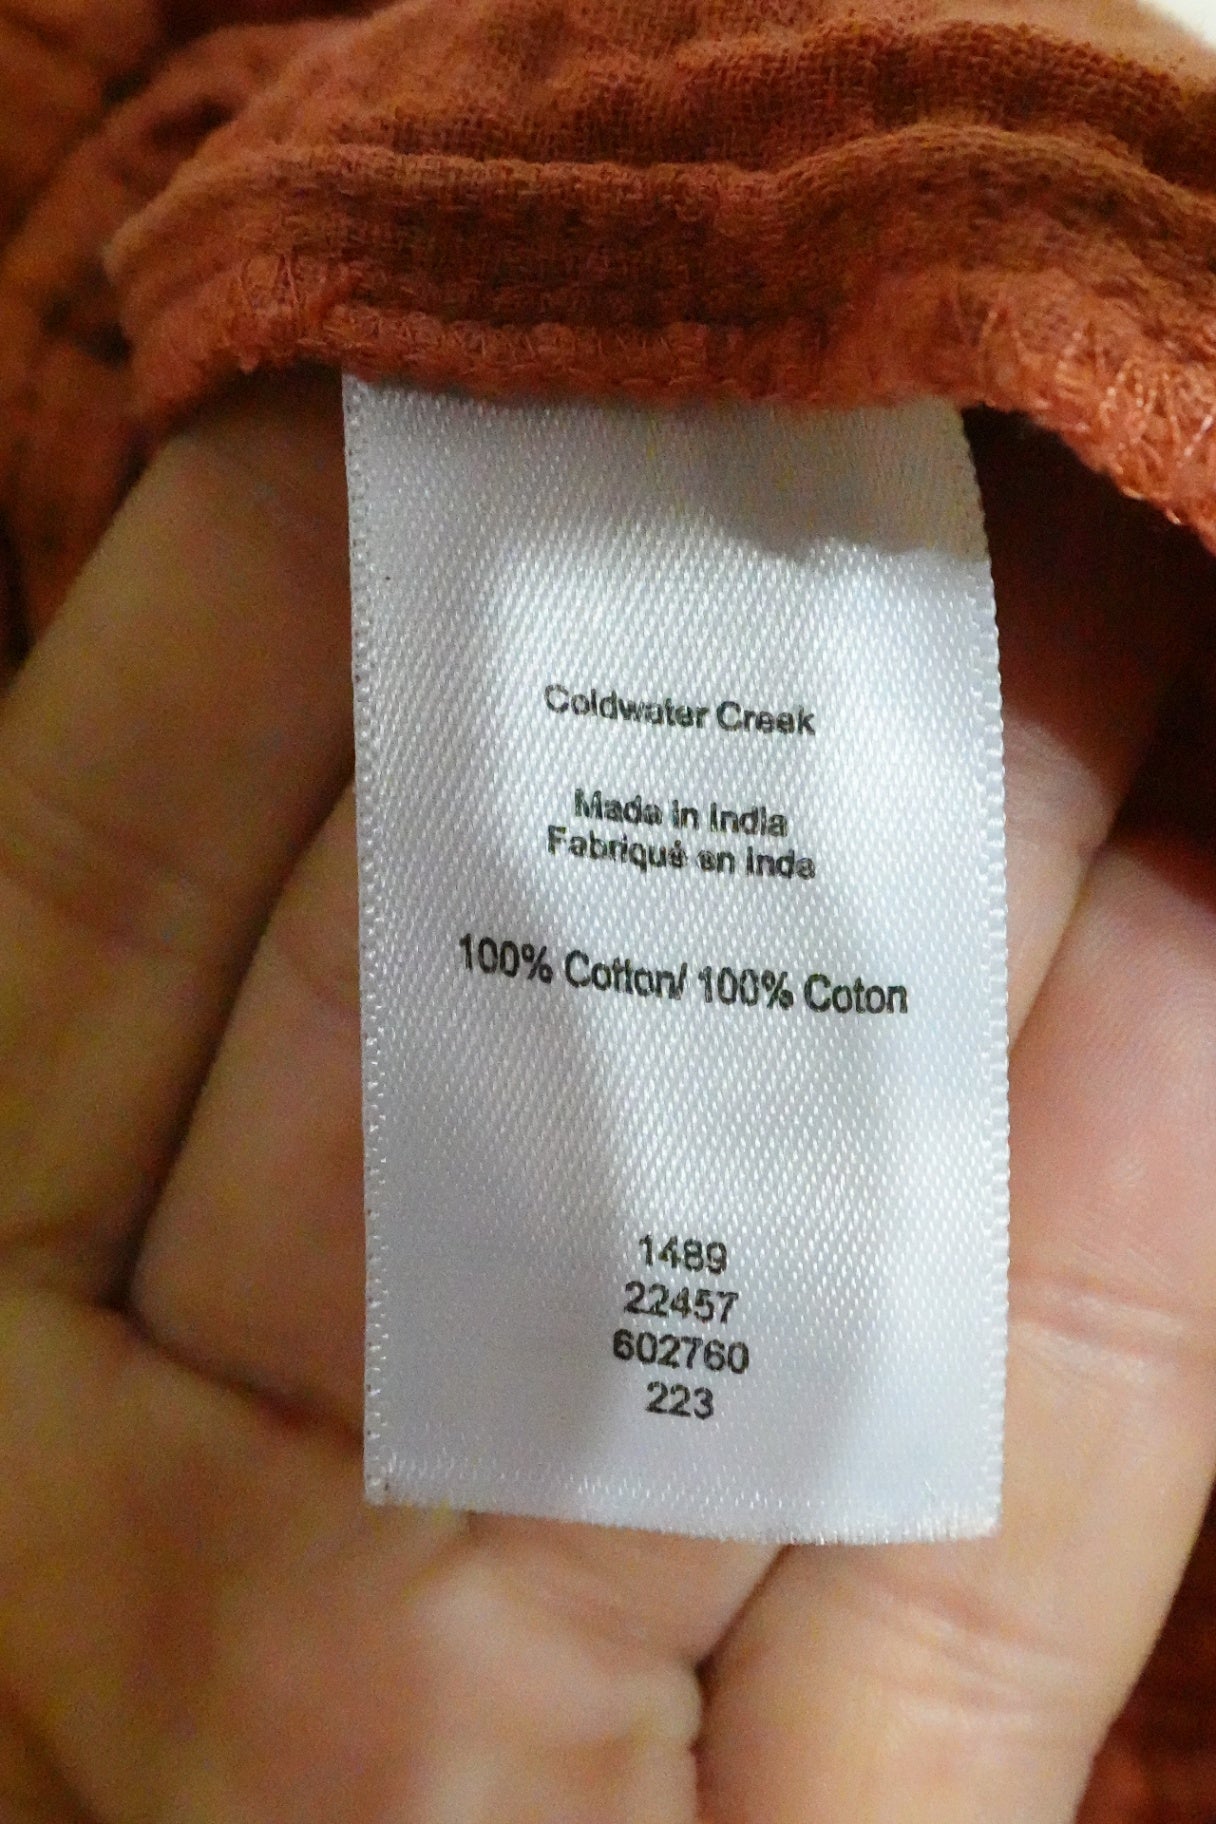 Coldwater Creek
Made in India
Fabriqué en Inde
100% Cotton/ 100% Coton
1489
22457
602760
223